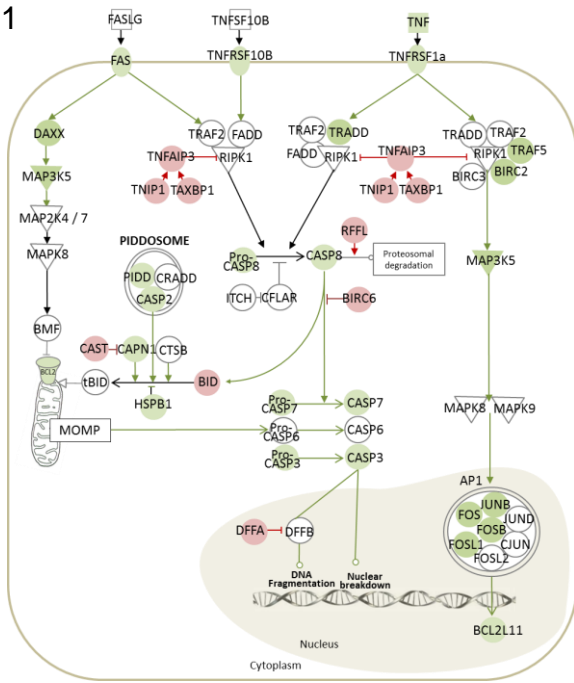 1
FASLG
TNFSF10B
TNF
FAS
TNFRSF10B
TNFRSF1a
DAXX
TRAF2
FADD
TRAF2
TRADD
TRADD
TRAF2
TNFAIP3
RIPK1
FADD
RIPK1
TNFAIP3
RIPK1
TRAF5
MAP3K5
TNIP1
TAXBP1
TNIP1
TAXBP1
BIRC3
BIRC2
MAP2K4 / 7
MAPK8
PIDDOSOME
RFFL
Pro-
CASP8
CASP8
Proteosomal
degradation
MAP3K5
PIDD
CRADD
CASP2
ITCH
CFLAR
BIRC6
BMF
CAST
CAPN1
CTSB
BCL2
tBID
BID
HSPB1
Pro-
CASP7
CASP7
MAPK8
MAPK9
MOMP
Pro-
CASP6
CASP6
Pro-
CASP3
CASP3
AP1
JUNB
FOS
JUND
FOSB
DFFA
DFFB
FOSL1
CJUN
FOSL2
DNA
Fragmentation
Nuclear
breakdown
BCL2L11
Nucleus
Cytoplasm